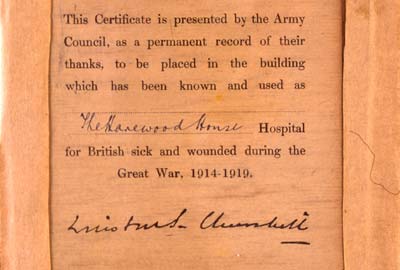 This Certificate is presented by the Army
Council, as a permanent record of their
thanks, to be placed in the building
which has been known and used as
The Harewood House Hospital
for British sick and wounded during the
Great War, 1914-1919.
Winston S. Churchill